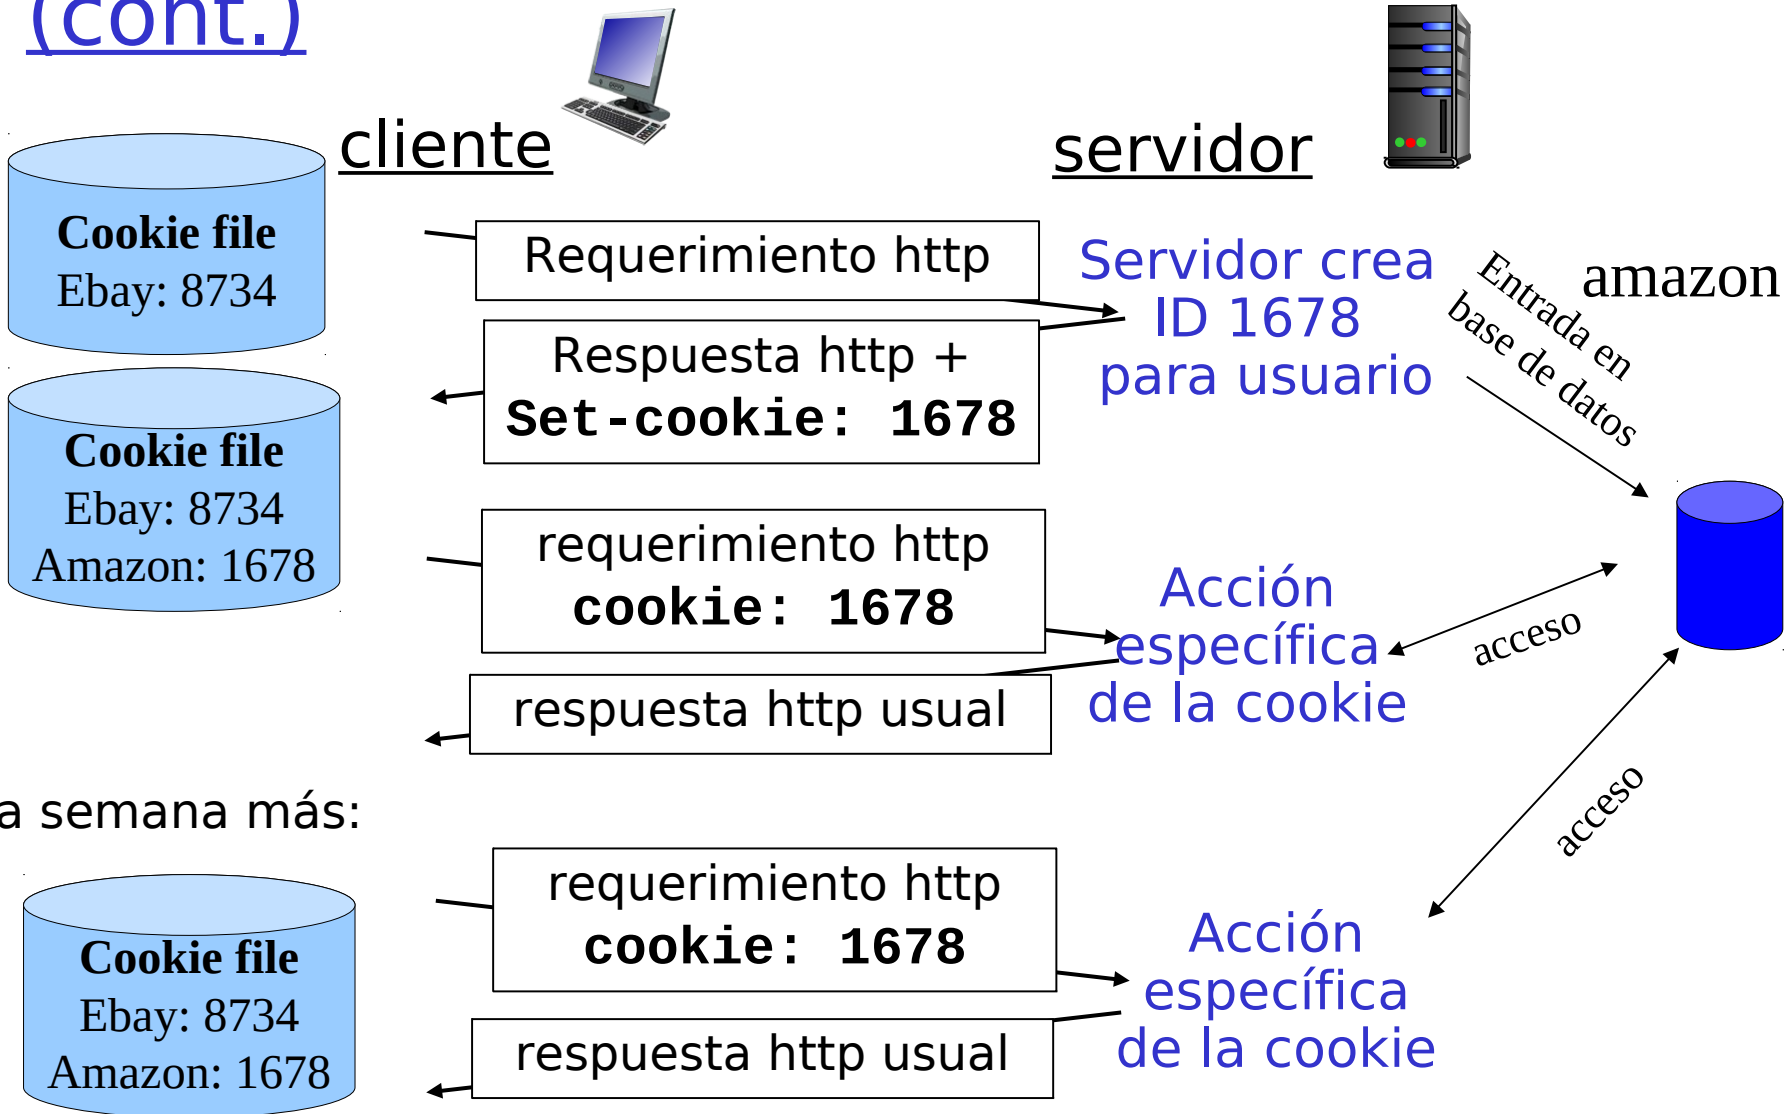 (cont.)
cliente
servidor
Cookie file
Ebay: 8734
Requerimiento http
Servidor crea
ID 1678
para usuario
Entrada en
base de datos
amazon
Respuesta http +
Set-cookie: 1678
Cookie file
Ebay: 8734
Amazon: 1678
requerimiento http
cookie: 1678
Acción
específica
de la cookie
acceso
respuesta http usual
a semana más:
acceso
requerimiento http
cookie: 1678
Cookie file
Ebay: 8734
Amazon: 1678
Acción
específica
de la cookie
respuesta http usual